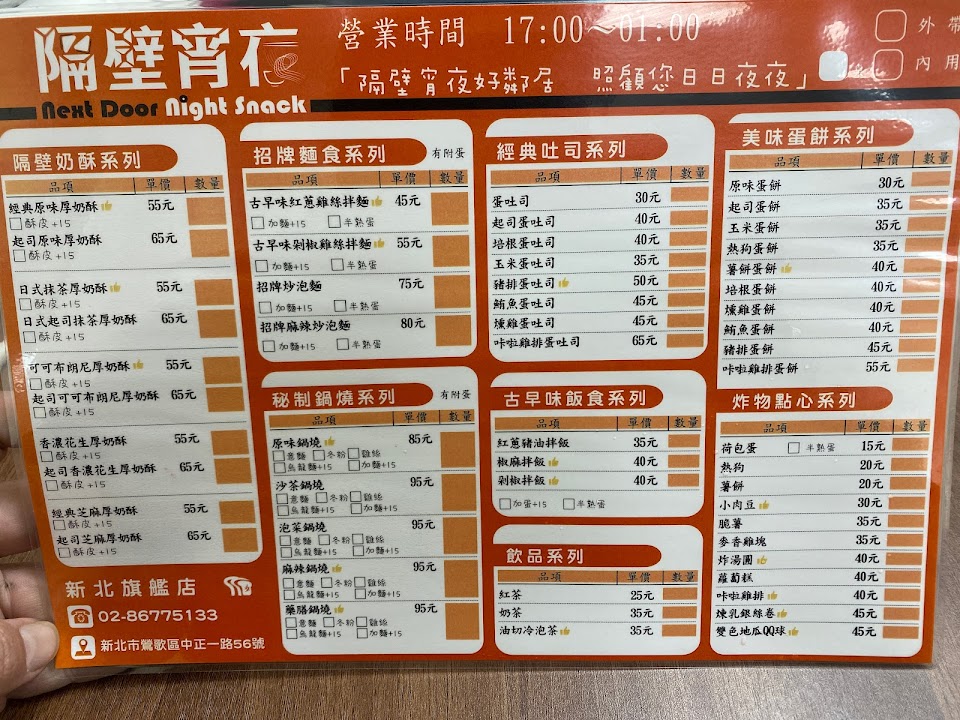 隔壁宵夜
Next Door Night Snack
營業時間 17:00~01:00
「隔壁宵夜好鄰居 照顧您日日夜夜」
外帶
內用
隔壁奶酥系列
品項 單價 數量
經典原味厚奶酥 55元
酥皮+15
起司原味厚奶酥 65元
酥皮+15
日式抹茶厚奶酥 55元
酥皮+15
日式起司抹茶厚奶酥 65元
酥皮+15
可可布朗尼厚奶酥 55元
酥皮+15
起司可可布朗尼厚奶酥 65元
酥皮+15
香濃花生厚奶酥 55元
酥皮+15
起司香濃花生厚奶酥 65元
酥皮+15
經典芝麻厚奶酥 55元
酥皮+15
起司芝麻厚奶酥 65元
酥皮+15
新北旗艦店
02-86775133
新北市鶯歌區中正一路56號
招牌麵食系列 有附蛋
品項 單價 數量
古早味紅蔥雞絲拌麵 45元
加麵+15 半熟蛋
古早味剁椒雞絲拌麵 55元
加麵+15 半熟蛋
招牌炒泡麵 75元
加麵+15 半熟蛋
招牌麻辣炒泡麵 80元
加麵+15 半熟蛋
秘制鍋燒系列 有附蛋
品項 單價 數量
原味鍋燒 85元
意麵 冬粉 雞絲
烏龍麵+15 加麵+15
沙茶鍋燒 95元
意麵 冬粉 雞絲
烏龍麵+15 加麵+15
泡菜鍋燒 95元
意麵 冬粉 雞絲
烏龍麵+15 加麵+15
麻辣鍋燒 95元
意麵 冬粉 雞絲
烏龍麵+15 加麵+15
藥膳鍋燒 95元
意麵 冬粉 雞絲
烏龍麵+15 加麵+15
經典吐司系列
品項 單價 數量
蛋吐司 30元
起司蛋吐司 40元
培根蛋吐司 40元
玉米蛋吐司 35元
豬排蛋吐司 50元
鮪魚蛋吐司 45元
燻雞蛋吐司 45元
咔啦雞排蛋吐司 65元
古早味飯食系列
品項 單價 數量
紅蔥豬油拌飯 35元
椒麻拌飯 40元
剁椒拌飯 40元
加蛋+15 半熟蛋
飲品系列
品項 單價 數量
紅茶 25元
奶茶 35元
油切冷泡茶 35元
美味蛋餅系列
品項 單價 數量
原味蛋餅 30元
起司蛋餅 35元
玉米蛋餅 35元
熱狗蛋餅 35元
薯餅蛋餅 40元
培根蛋餅 40元
燻雞蛋餅 40元
鮪魚蛋餅 40元
豬排蛋餅 45元
咔啦雞排蛋餅 55元
炸物點心系列
品項 單價 數量
荷包蛋 半熟蛋 15元
熱狗 20元
薯餅 20元
小肉豆 30元
脆薯 35元
麥香雞塊 35元
炸湯圓 40元
蘿蔔糕 40元
咔啦雞排 40元
煉乳銀絲卷 45元
雙色地瓜QQ球 45元